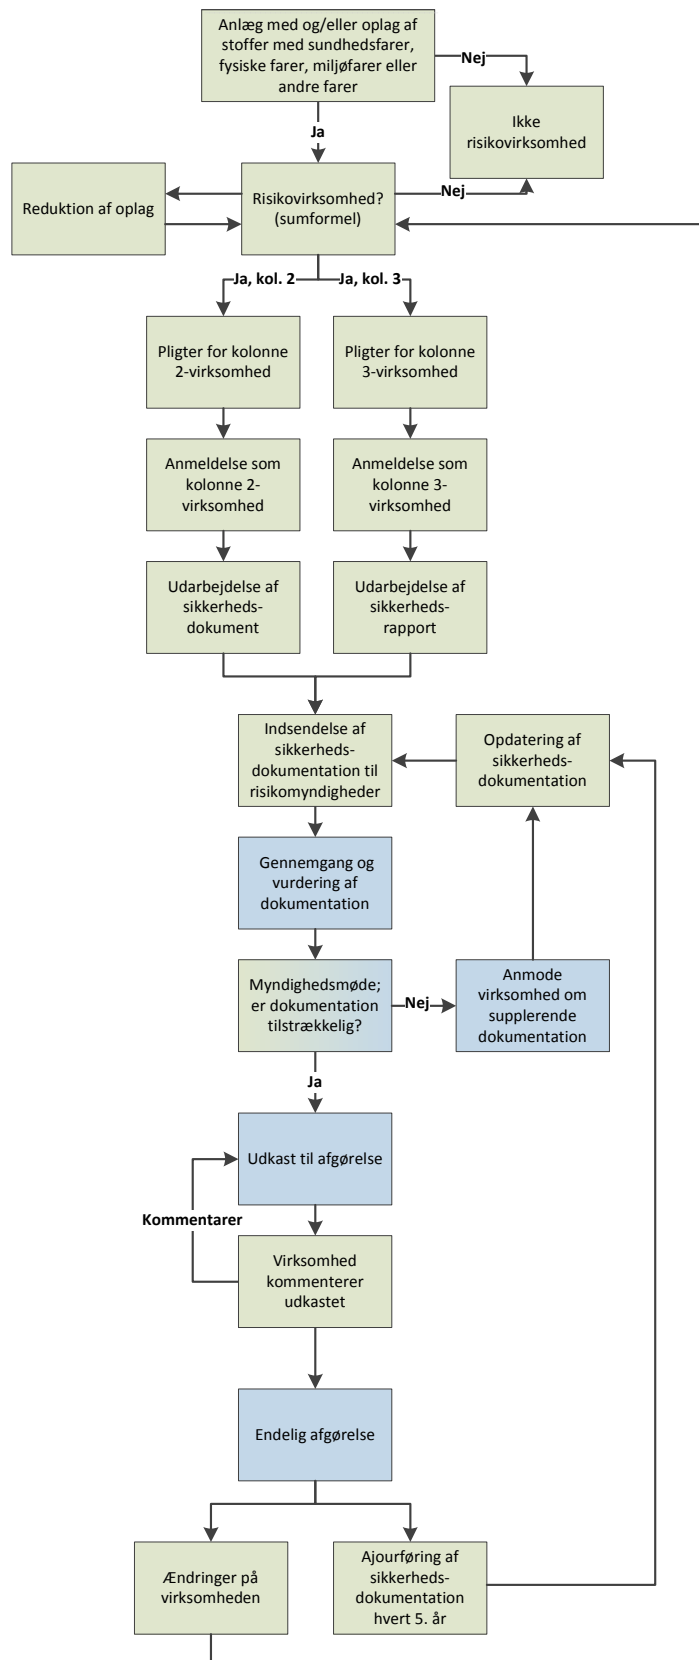 Anlæg med og/eller oplag af
stoffer med sundhedsfarer,
fysiske farer, miljøfarer eller
andre farer
Nej
Ja
Ikke
risikovirksomhed
Reduktion af oplag
Risikovirksomhed?
(sumformel)
Nej
Ja, kol. 2
Ja, kol. 3
Pligter for kolonne
2-virksomhed
Pligter for kolonne
3-virksomhed
Anmeldelse som
kolonne 2-
virksomhed
Anmeldelse som
kolonne 3-
virksomhed
Udarbejdelse af
sikkerheds-
dokument
Udarbejdelse af
sikkerheds-
rapport
Indsendelse af
sikkerheds-
dokumentation til
risikomyndigheder
Opdatering af
sikkerheds-
dokumentation
Gennemgang og
vurdering af
dokumentation
Myndighedsmøde;
er dokumentation
tilstrækkelig?
Nej
Anmode
virksomhed om
supplerende
dokumentation
Ja
Udkast til afgørelse
Kommentarer
Virksomhed
kommenterer
udkastet
Endelig afgørelse
Ændringer på
virksomheden
Ajourføring af
sikkerheds-
dokumentation
hvert 5. år